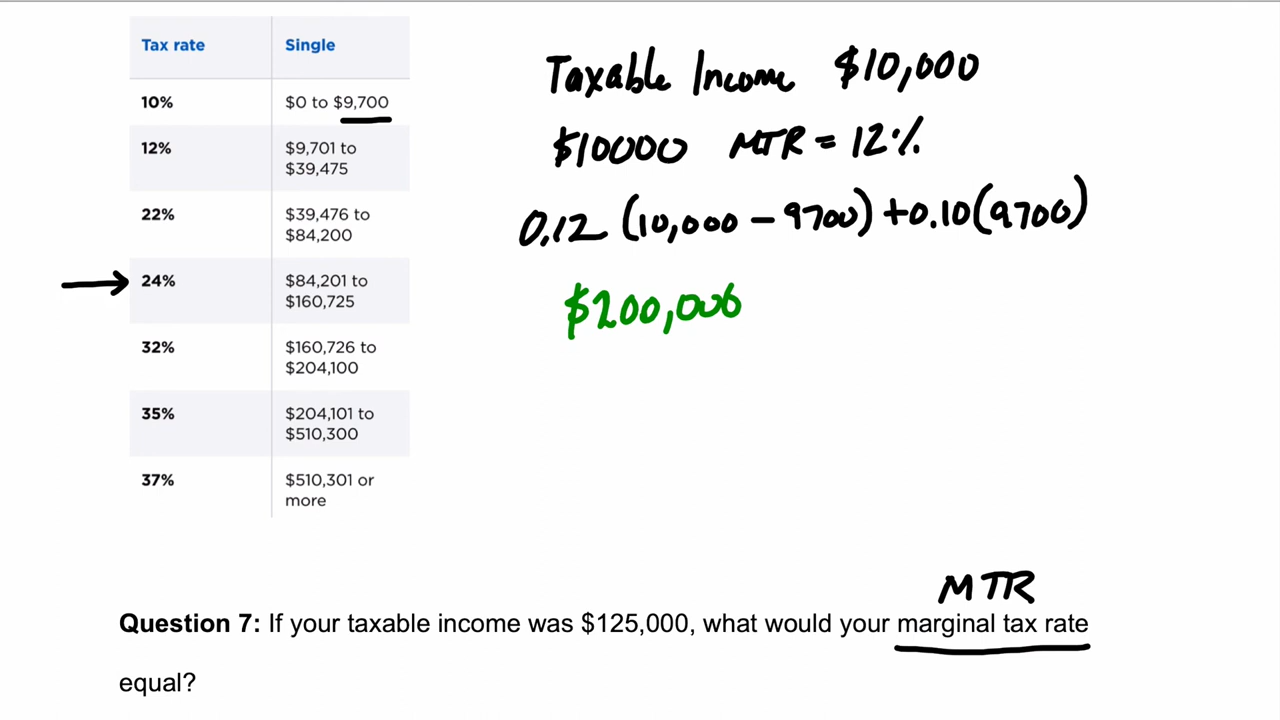 Tax rate Single
10% $0 to $9,700
12% $9,701 to
$39,475
22% $39,476 to
$84,200
24% $84,201 to
$160,725
32% $160,726 to
$204,100
35% $204,101 to
$510,300
37% $510,301 or
more
Taxable Income $10,000
$10000 MTR = 12%
0.12 (10,000 - 9700) + 0.10(9700)
$200,000
MTR
Question 7: If your taxable income was $125,000, what would your marginal tax rate
equal?